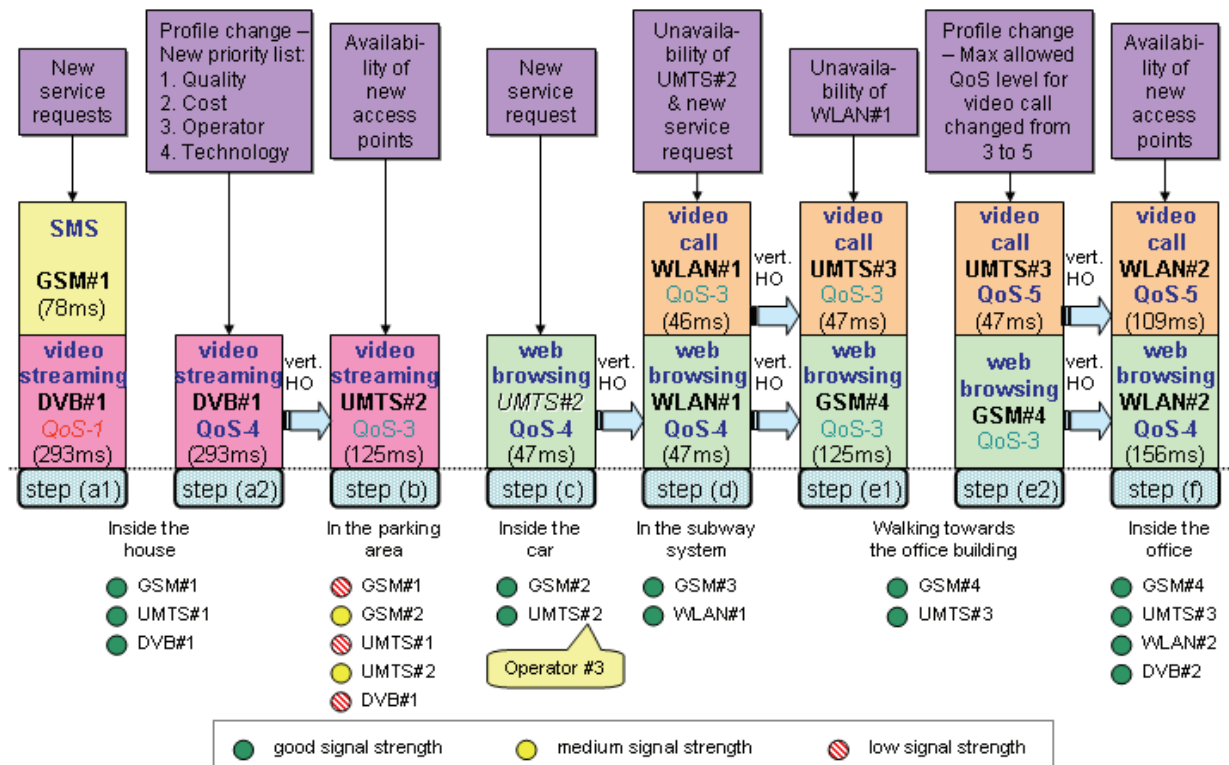 New
service
requests
Profile change –
New priority list:
1. Quality
2. Cost
3. Operator
4. Technology
Availabi-
lity of
new
access
points
New
service
request
Unavaila-
bility of
UMTS#2
& new
service
request
Unavaila-
bility of
WLAN#1
Profile change
– Max allowed
QoS level for
video call
changed from
3 to 5
Availabi-
lity of
new
access
points
SMS
GSM#1
(78ms)
video
streaming
DVB#1
QoS-1
(293ms)
step (a1)
video
streaming
DVB#1
QoS-4
(293ms)
step (a2)
vert.
HO
video
streaming
UMTS#2
QoS-3
(125ms)
step (b)
web
browsing
UMTS#2
QoS-4
(47ms)
step (c)
vert.
HO
video
call
WLAN#1
QoS-3
(46ms)
web
browsing
WLAN#1
QoS-4
(47ms)
step (d)
vert.
HO
vert.
HO
video
call
UMTS#3
QoS-3
(47ms)
web
browsing
GSM#4
QoS-3
(125ms)
step (e1)
video
call
UMTS#3
QoS-5
(47ms)
web
browsing
GSM#4
QoS-3
step (e2)
vert.
HO
vert.
HO
video
call
WLAN#2
QoS-5
(109ms)
web
browsing
WLAN#2
QoS-4
(156ms)
step (f)
Inside the
house
GSM#1
UMTS#1
DVB#1
In the parking
area
GSM#1
GSM#2
UMTS#1
UMTS#2
DVB#1
Inside the
car
GSM#2
UMTS#2
Operator #3
In the subway
system
GSM#3
WLAN#1
Walking towards
the office building
GSM#4
UMTS#3
Inside the
office
GSM#4
UMTS#3
WLAN#2
DVB#2
good signal strength
medium signal strength
low signal strength